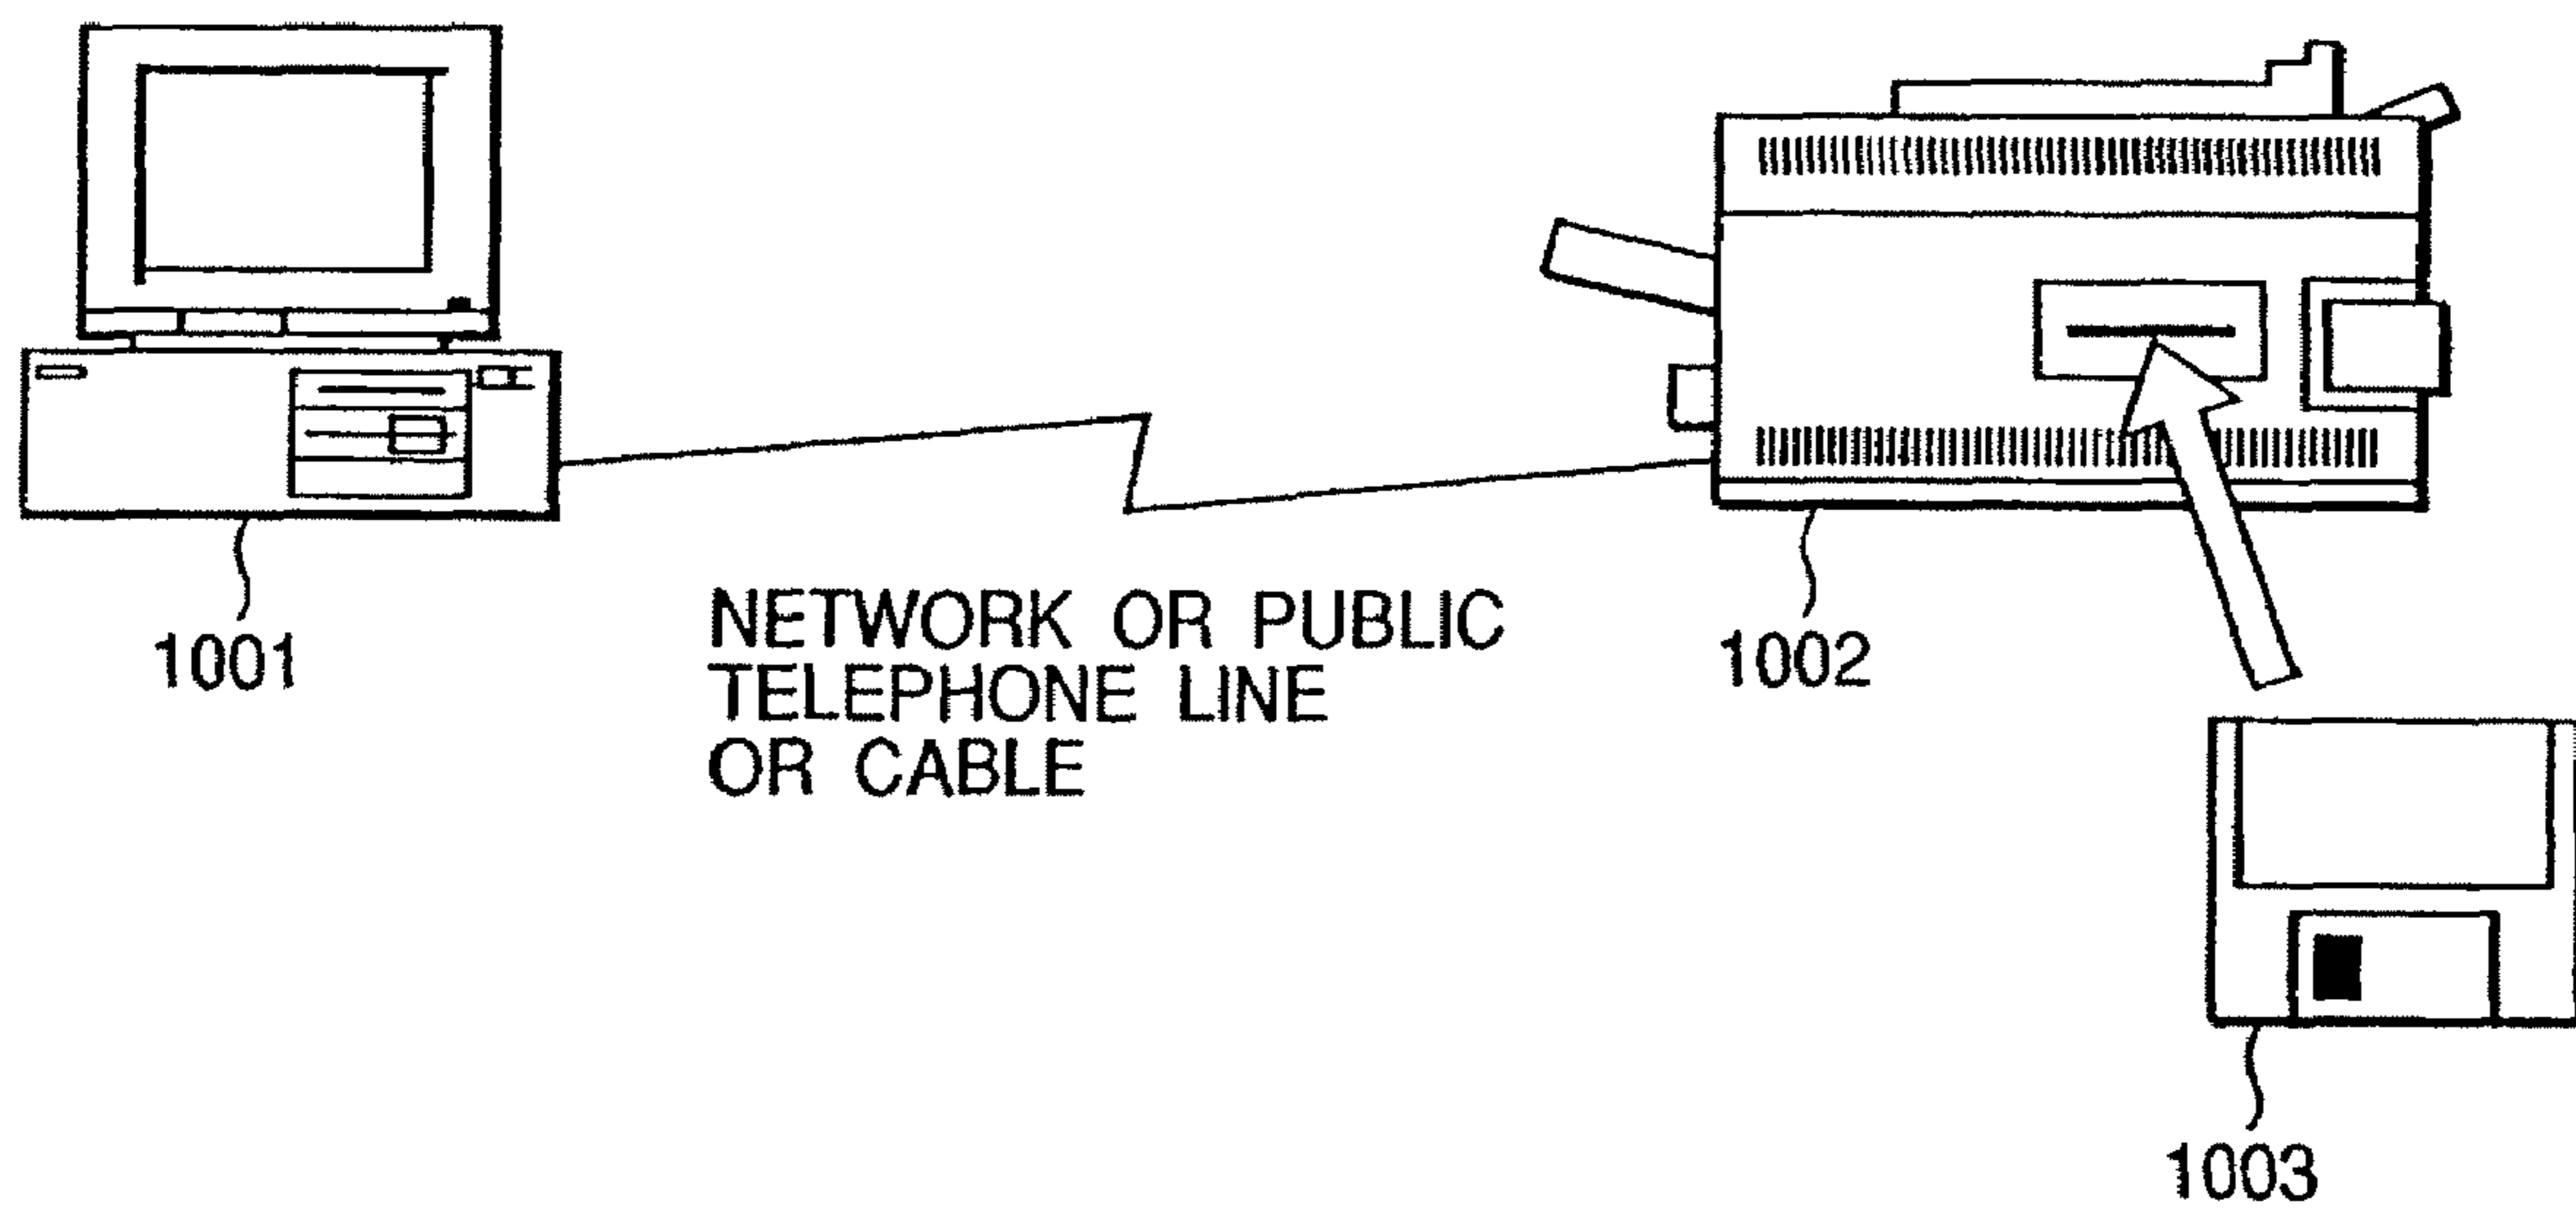 1001
NETWORK OR PUBLIC
TELEPHONE LINE
OR CABLE
1002
1003